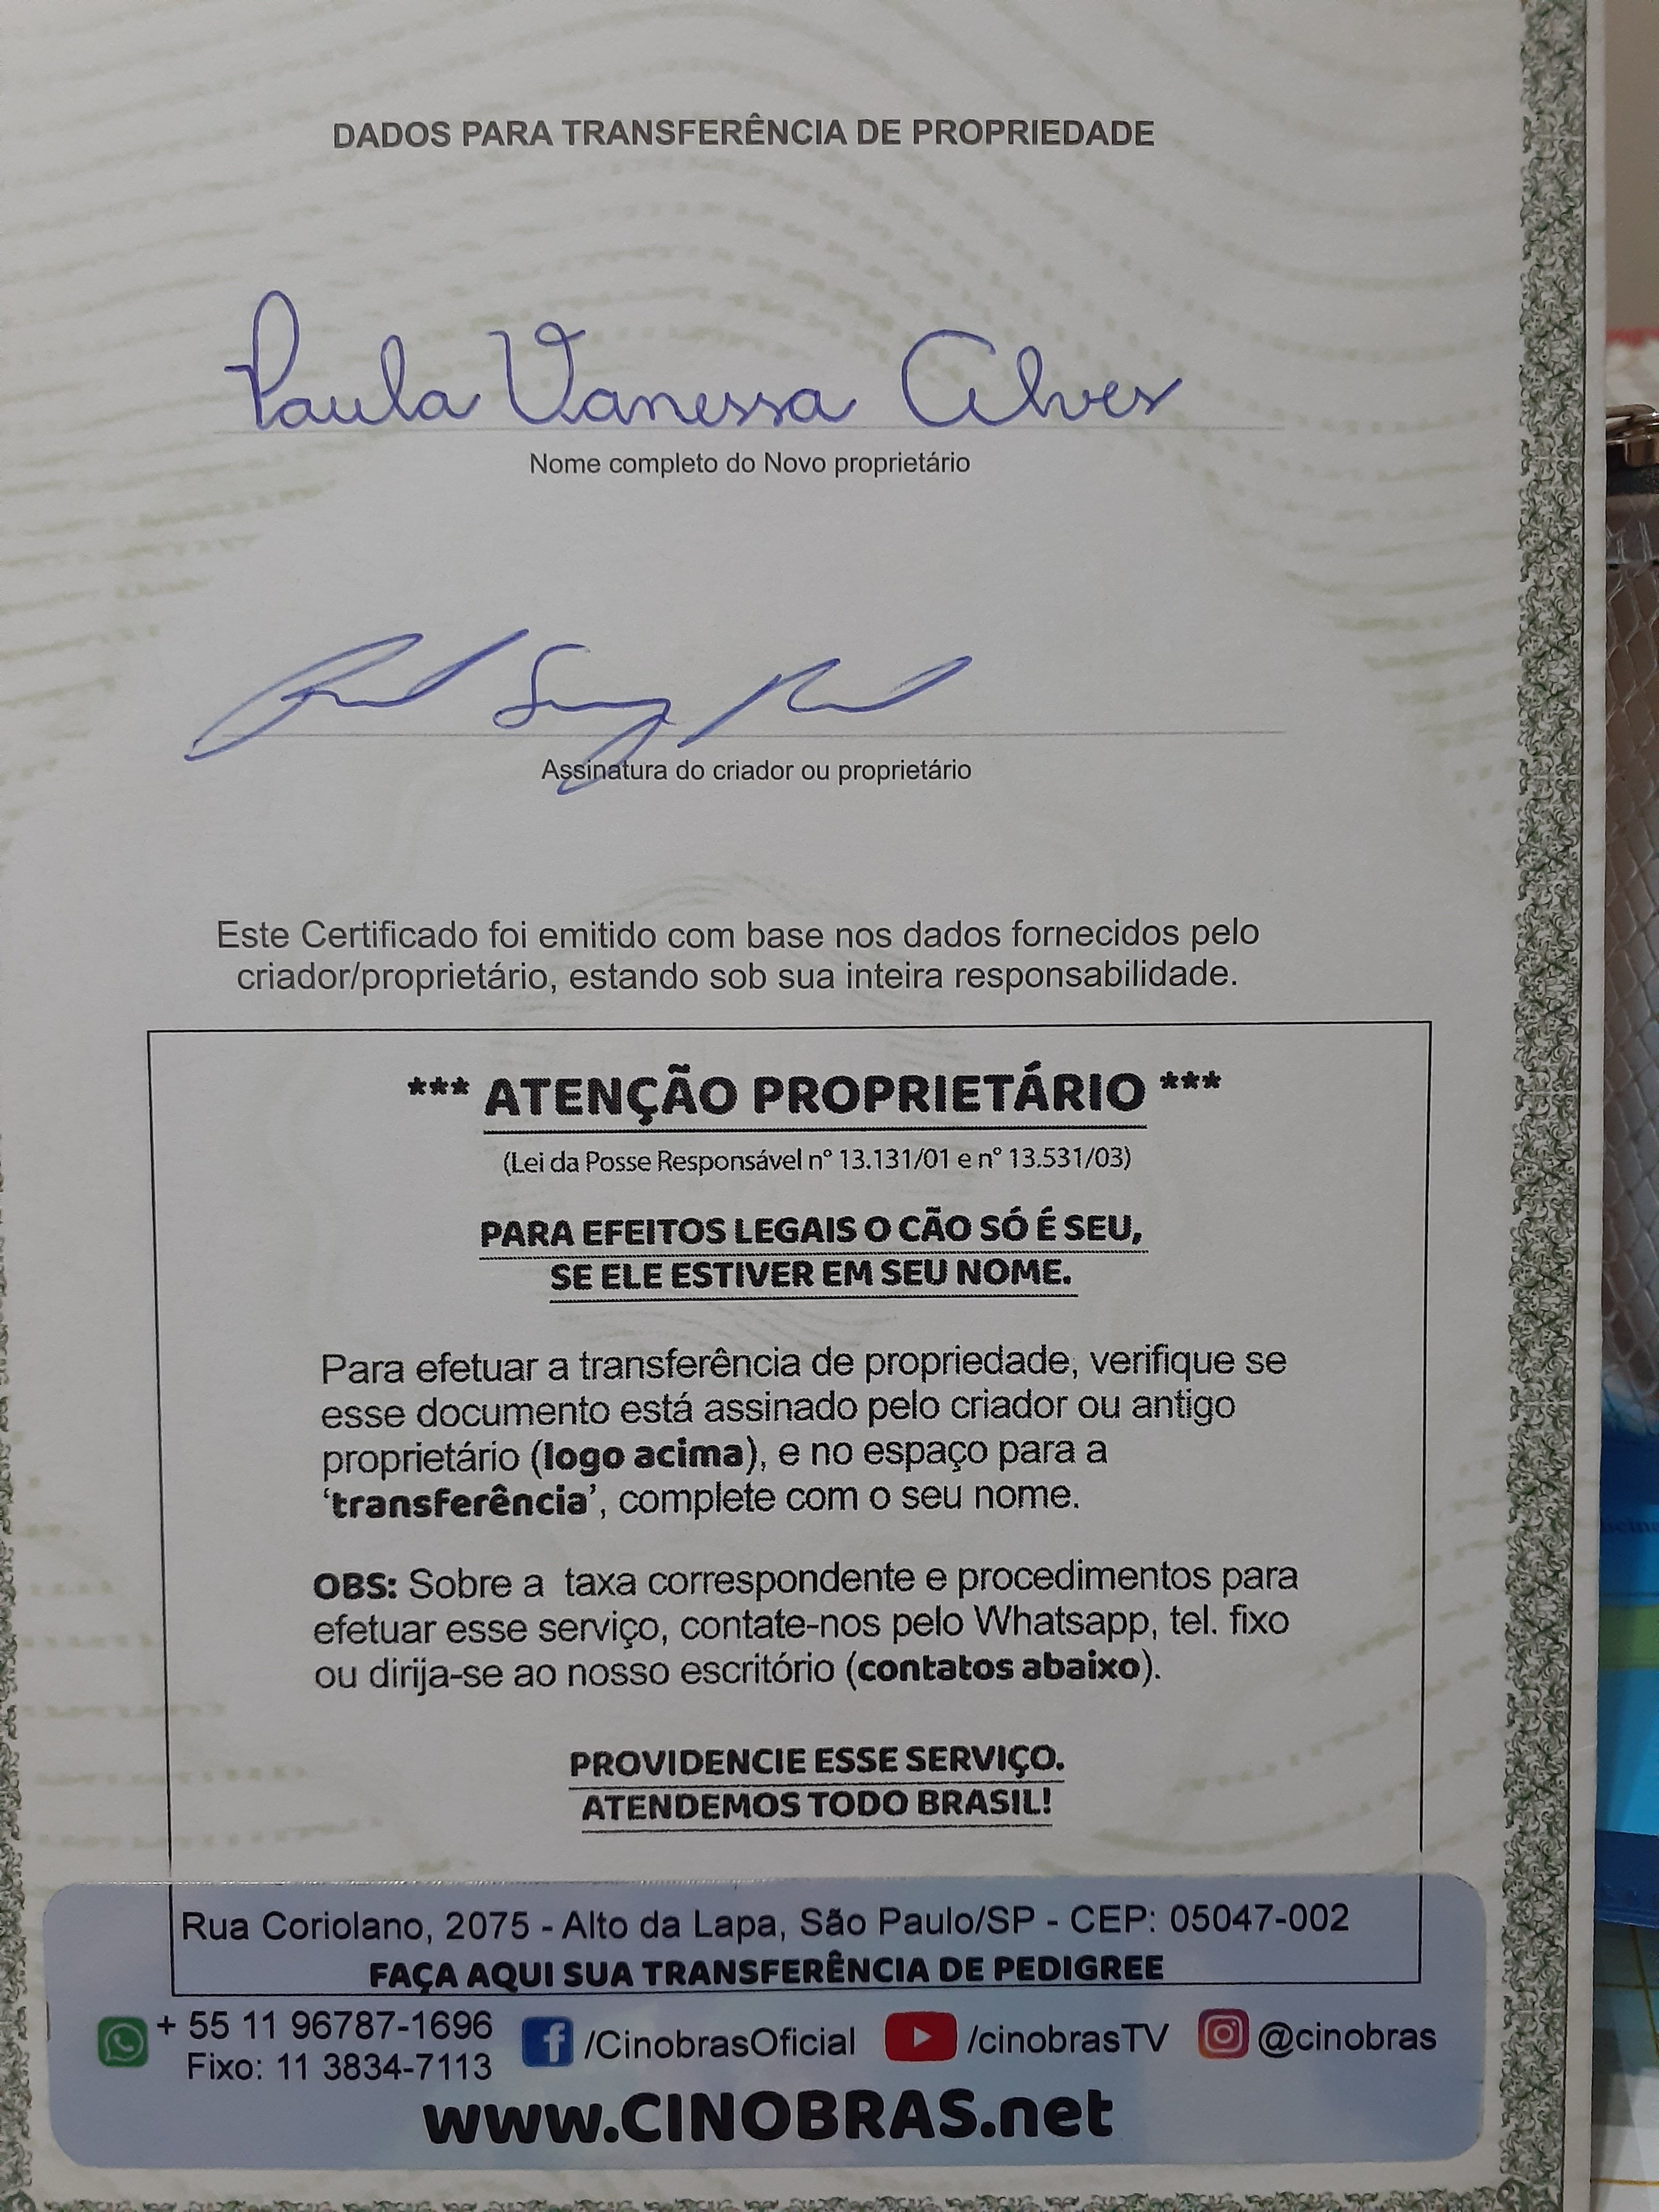 DADOS PARA TRANSFERÊNCIA DE PROPRIEDADE
Paula Vanessa Alves
Nome completo do Novo proprietário
Assinatura do criador ou proprietário
Este Certificado foi emitido com base nos dados fornecidos pelo
criador/proprietário, estando sob sua inteira responsabilidade.
*** ATENÇÃO PROPRIETÁRIO ***
(Lei da Posse Responsável nº 13.131/01 e nº 13.531/03)
PARA EFEITOS LEGAIS O CÃO SÓ É SEU,
SE ELE ESTIVER EM SEU NOME.
Para efetuar a transferência de propriedade, verifique se
esse documento está assinado pelo criador ou antigo
proprietário (logo acima), e no espaço para a
‘transferência’, complete com o seu nome.
OBS: Sobre a taxa correspondente e procedimentos para
efetuar esse serviço, contate-nos pelo Whatsapp, tel. fixo
ou dirija-se ao nosso escritório (contatos abaixo).
PROVIDENCIE ESSE SERVIÇO.
ATENDEMOS TODO BRASIL!
Rua Coriolano, 2075 - Alto da Lapa, São Paulo/SP - CEP: 05047-002
FAÇA AQUI SUA TRANSFERÊNCIA DE PEDIGREE
+ 55 11 96787-1696
Fixo: 11 3834-7113
/CinobrasOficial
/cinobrasTV
@cinobras
www.CINOBRAS.net